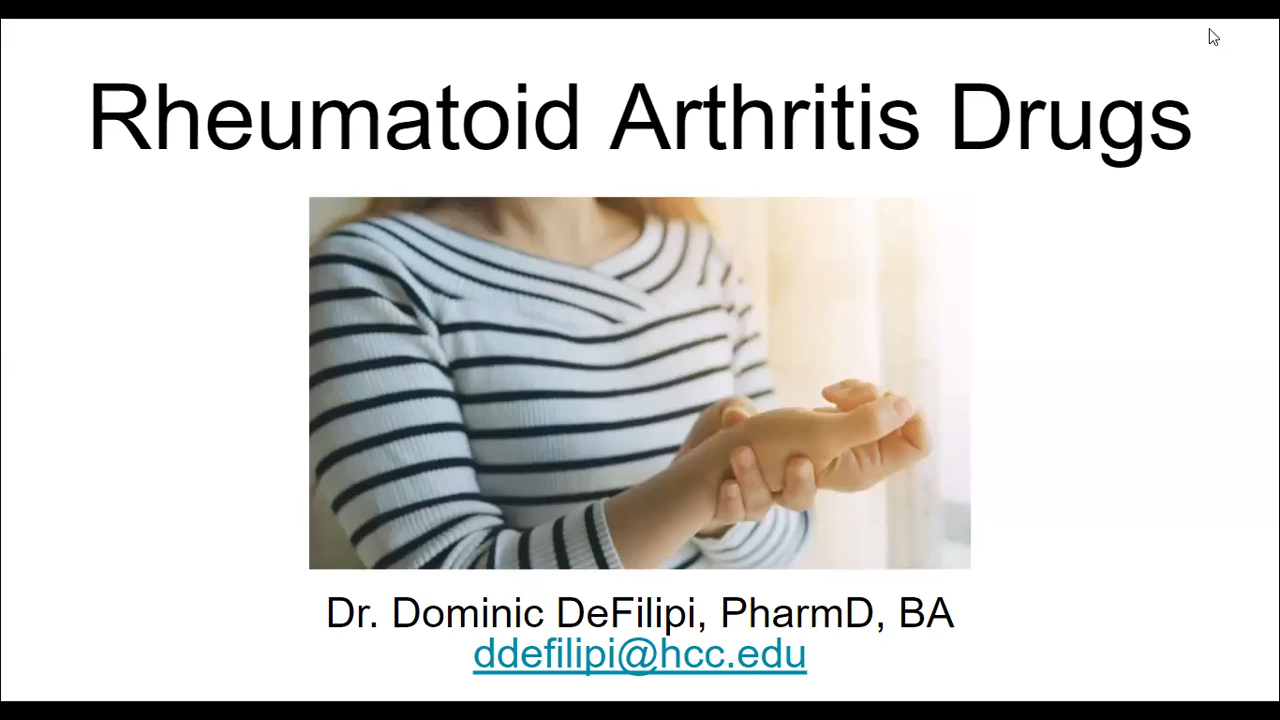 Rheumatoid Arthritis Drugs
Dr. Dominic DeFilipi, PharmD, BA
ddefilipi@hcc.edu